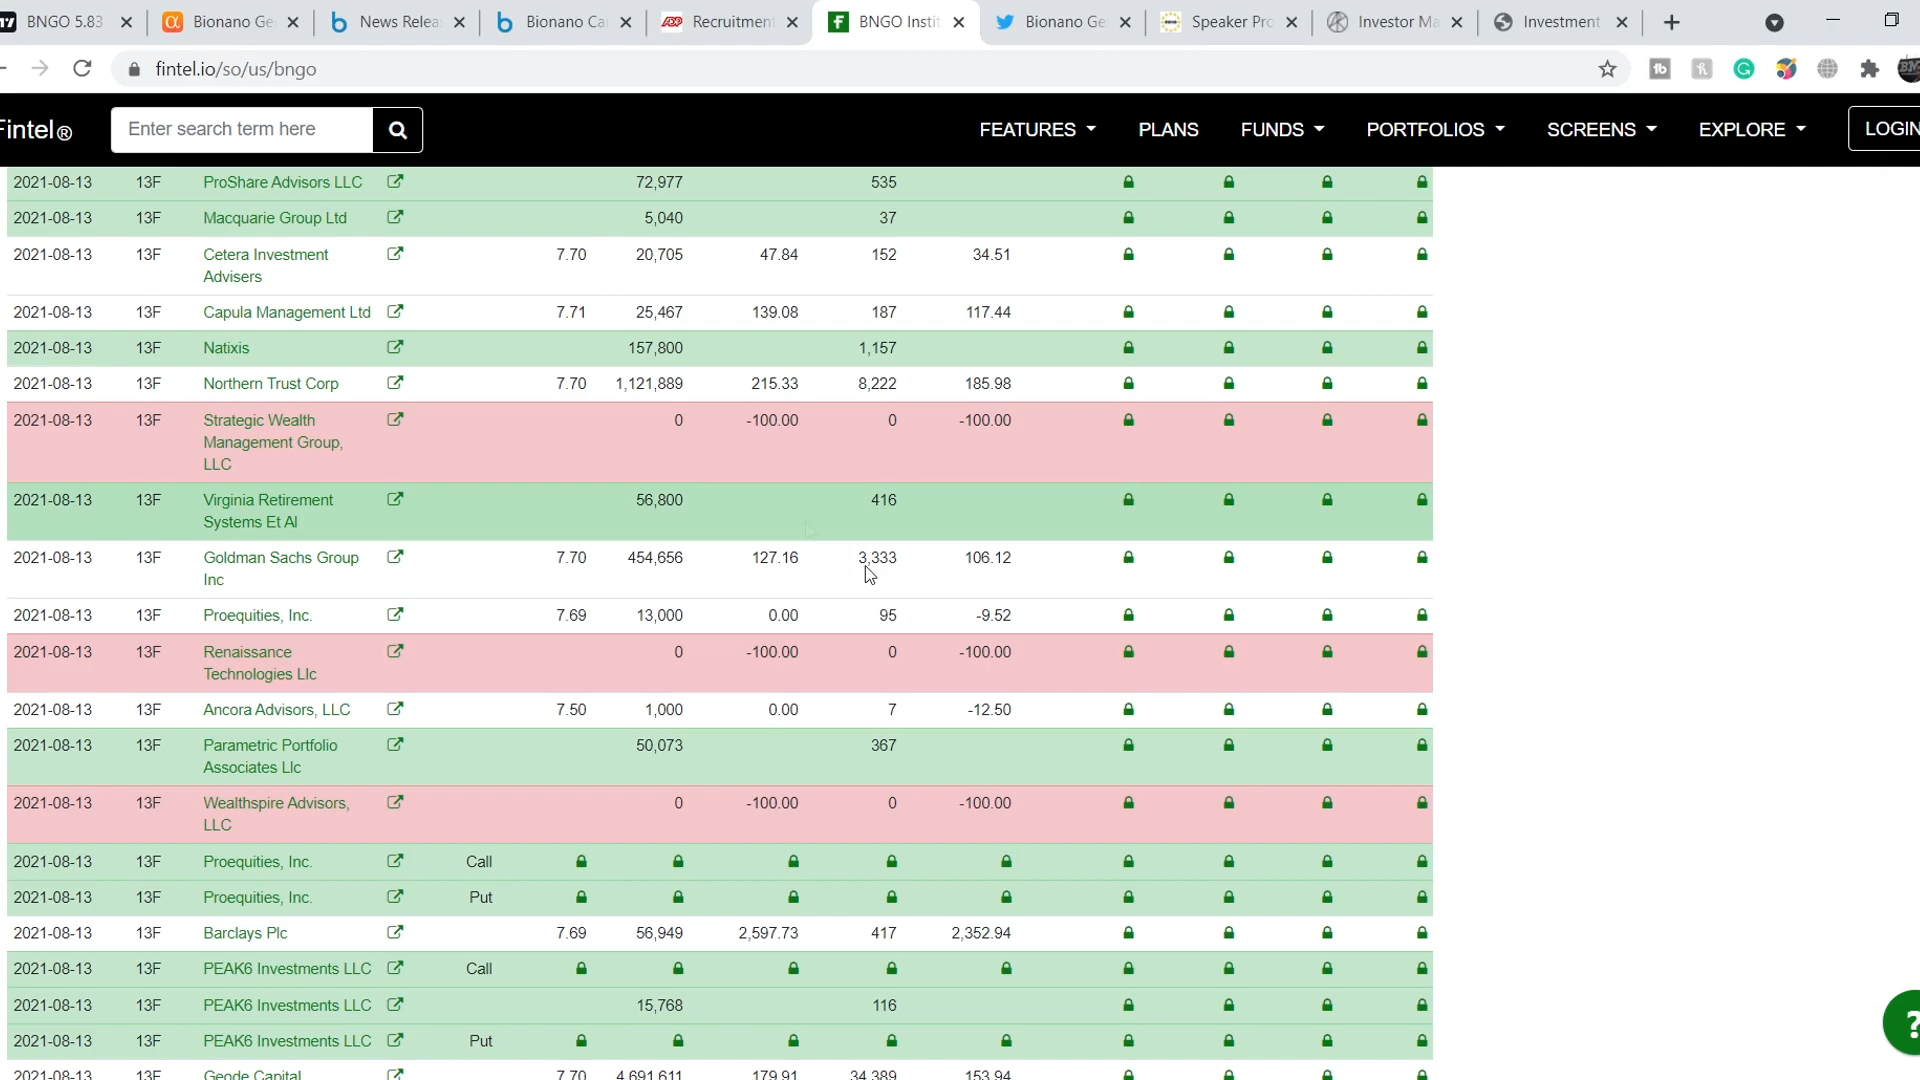 BNGO 5.83
Bionano Ge
News Relea
Bionano Ca
ADP Recruitment
BNGO Instit
Bionano Ge
Speaker Pro
Investor Ma
Investment
fintel.io/so/us/bngo
Fintel®
Enter search term here
FEATURES
PLANS
FUNDS
PORTFOLIOS
SCREENS
EXPLORE
LOGIN
2021-08-13 13F ProShare Advisors LLC 72,977 535
2021-08-13 13F Macquarie Group Ltd 5,040 37
2021-08-13 13F Cetera Investment 7.70 20,705 47.84 152 34.51
Advisers
2021-08-13 13F Capula Management Ltd 7.71 25,467 139.08 187 117.44
2021-08-13 13F Natixis 157,800 1,157
2021-08-13 13F Northern Trust Corp 7.70 1,121,889 215.33 8,222 185.98
2021-08-13 13F Strategic Wealth 0 -100.00 0 -100.00
Management Group,
LLC
2021-08-13 13F Virginia Retirement 56,800 416
Systems Et Al
2021-08-13 13F Goldman Sachs Group 7.70 454,656 127.16 3,333 106.12
Inc
2021-08-13 13F Proequities, Inc. 7.69 13,000 0.00 95 -9.52
2021-08-13 13F Renaissance 0 -100.00 0 -100.00
Technologies Llc
2021-08-13 13F Ancora Advisors, LLC 7.50 1,000 0.00 7 -12.50
2021-08-13 13F Parametric Portfolio 50,073 367
Associates Llc
2021-08-13 13F Wealthspire Advisors, 0 -100.00 0 -100.00
LLC
2021-08-13 13F Proequities, Inc. Call
2021-08-13 13F Proequities, Inc. Put
2021-08-13 13F Barclays Plc 7.69 56,949 2,597.73 417 2,352.94
2021-08-13 13F PEAK6 Investments LLC Call
2021-08-13 13F PEAK6 Investments LLC 15,768 116
2021-08-13 13F PEAK6 Investments LLC Put
2021-08-13 13F Geode Capital 7.70 4,691,611 179.91 34,389 153.94
?